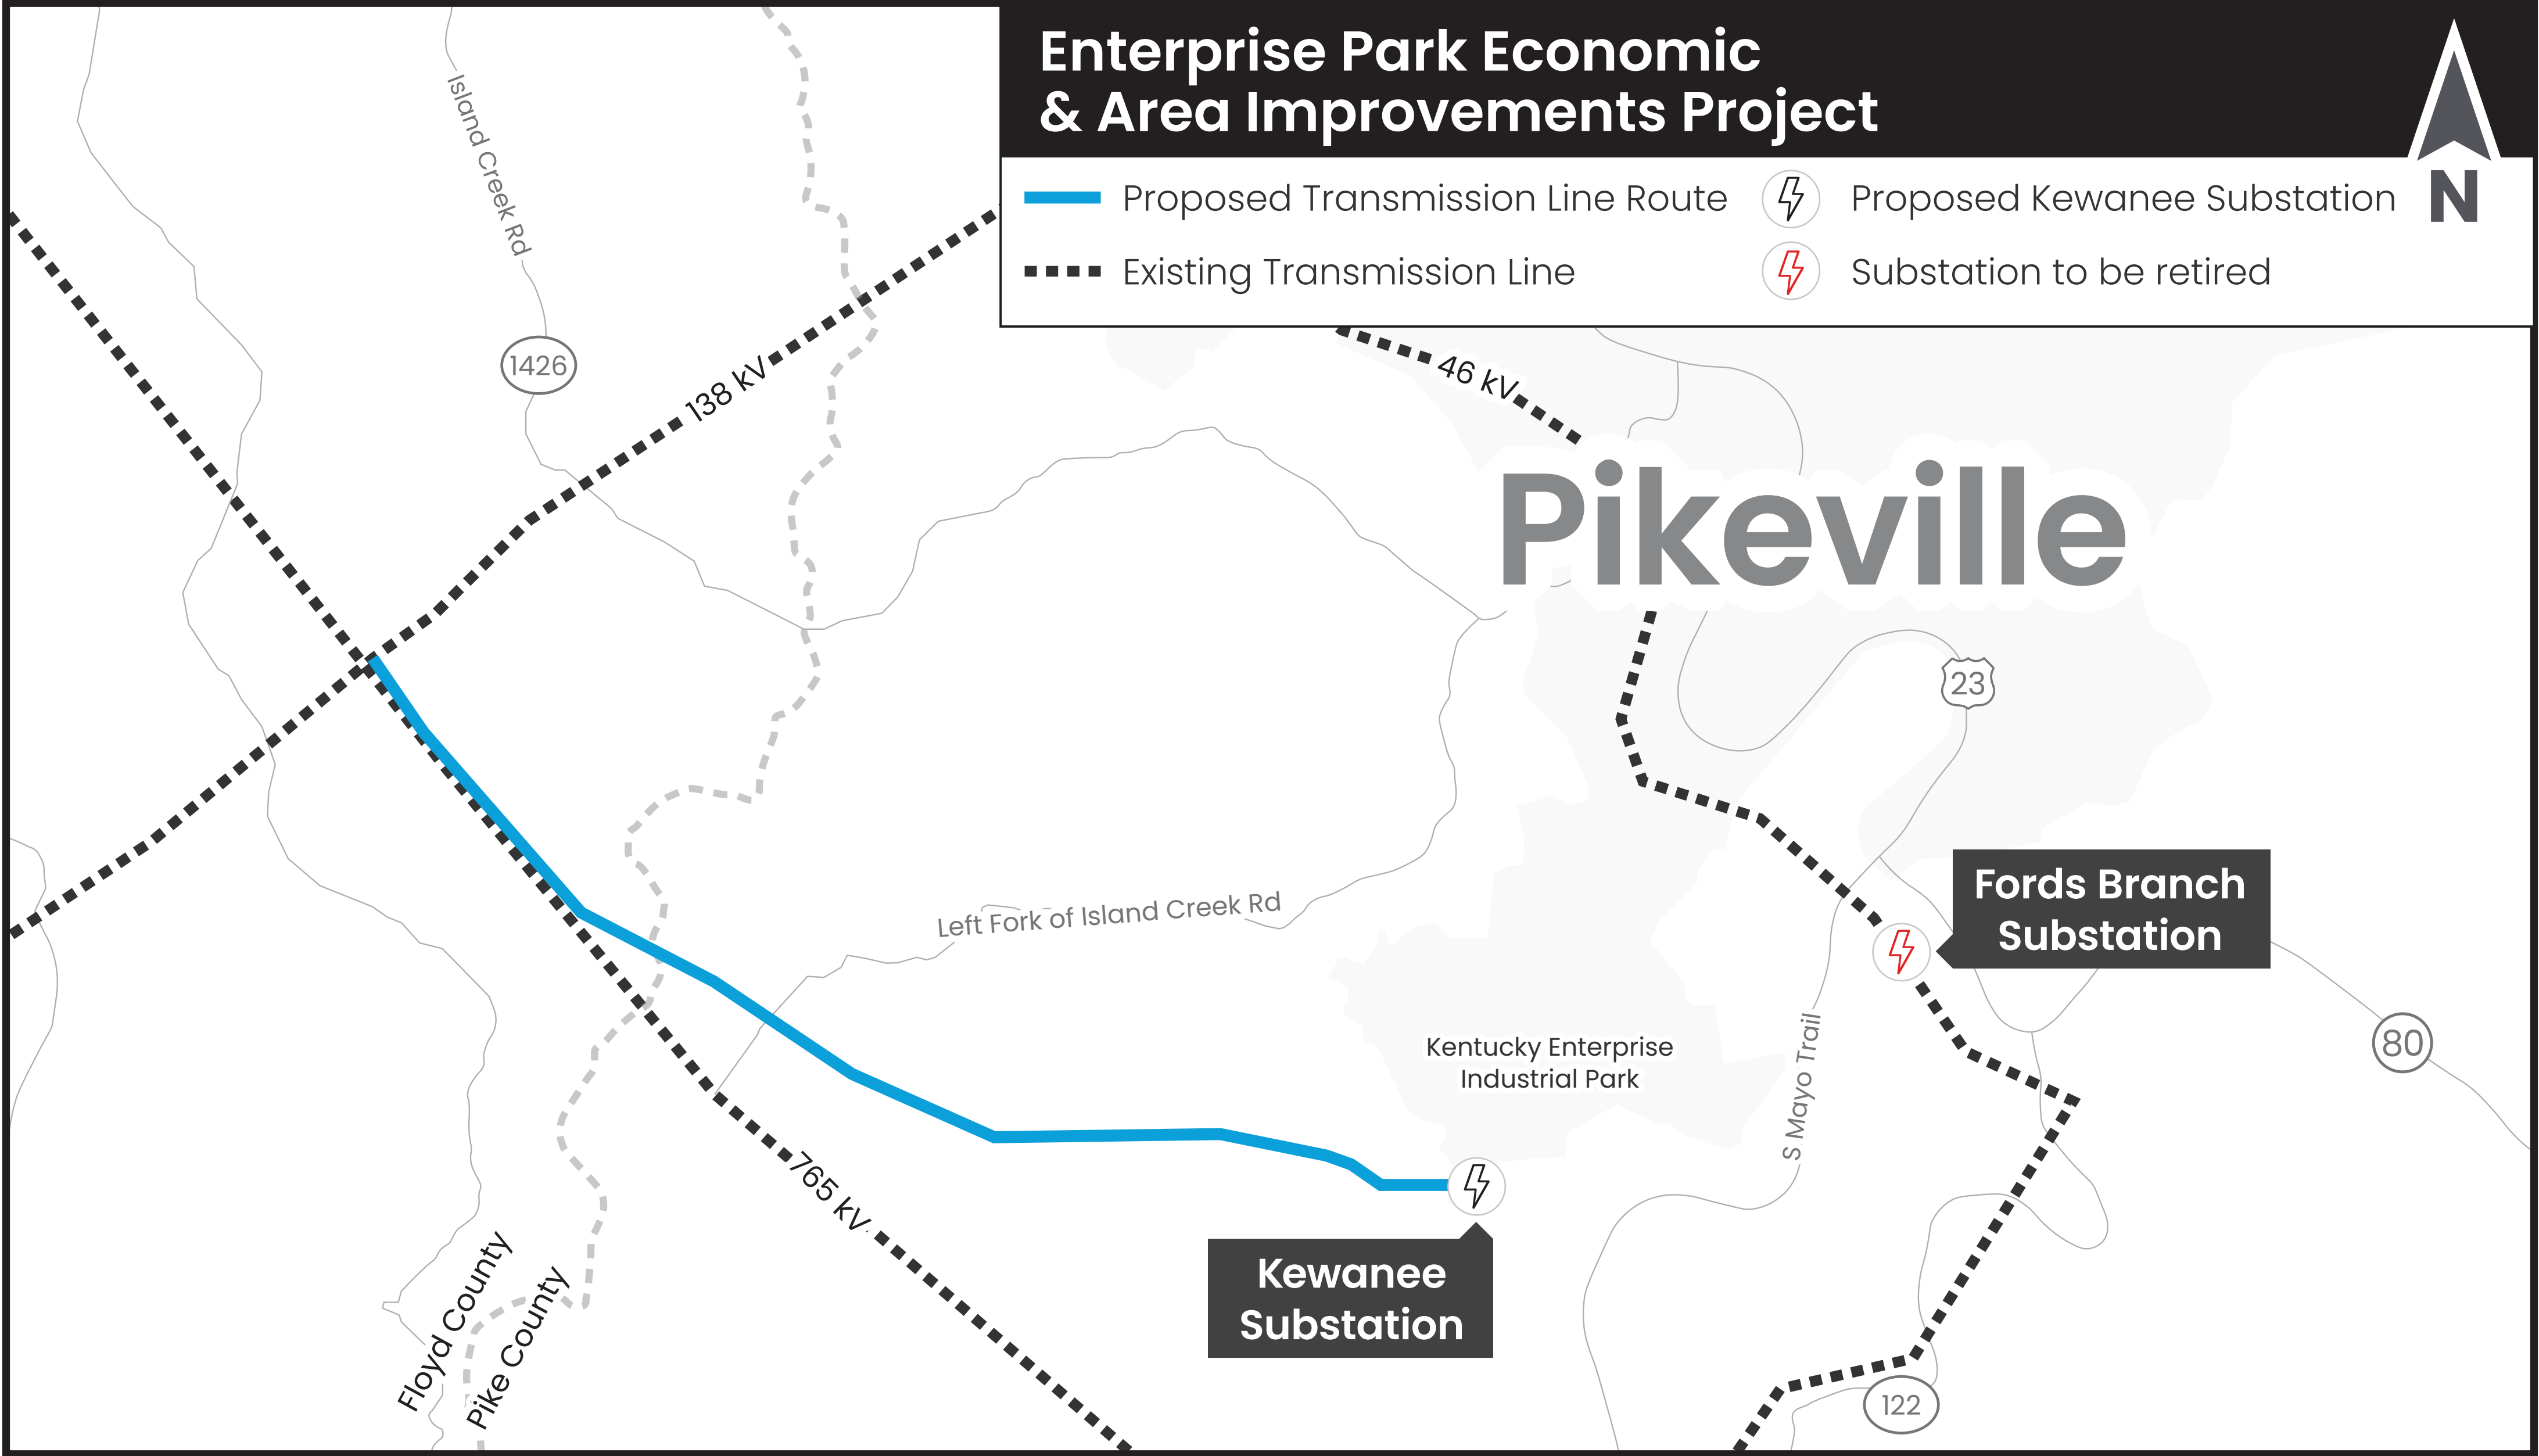 Enterprise Park Economic
& Area Improvements Project
N
Proposed Transmission Line Route
Proposed Kewanee Substation
Existing Transmission Line
Substation to be retired
Island Creek Rd
1426
138 kV
46 kV
Pikeville
23
Fords Branch
Substation
Left Fork of Island Creek Rd
80
Kentucky Enterprise
Industrial Park
S Mayo Trail
765 kV
Kewanee
Substation
Floyd County
Pike County
122